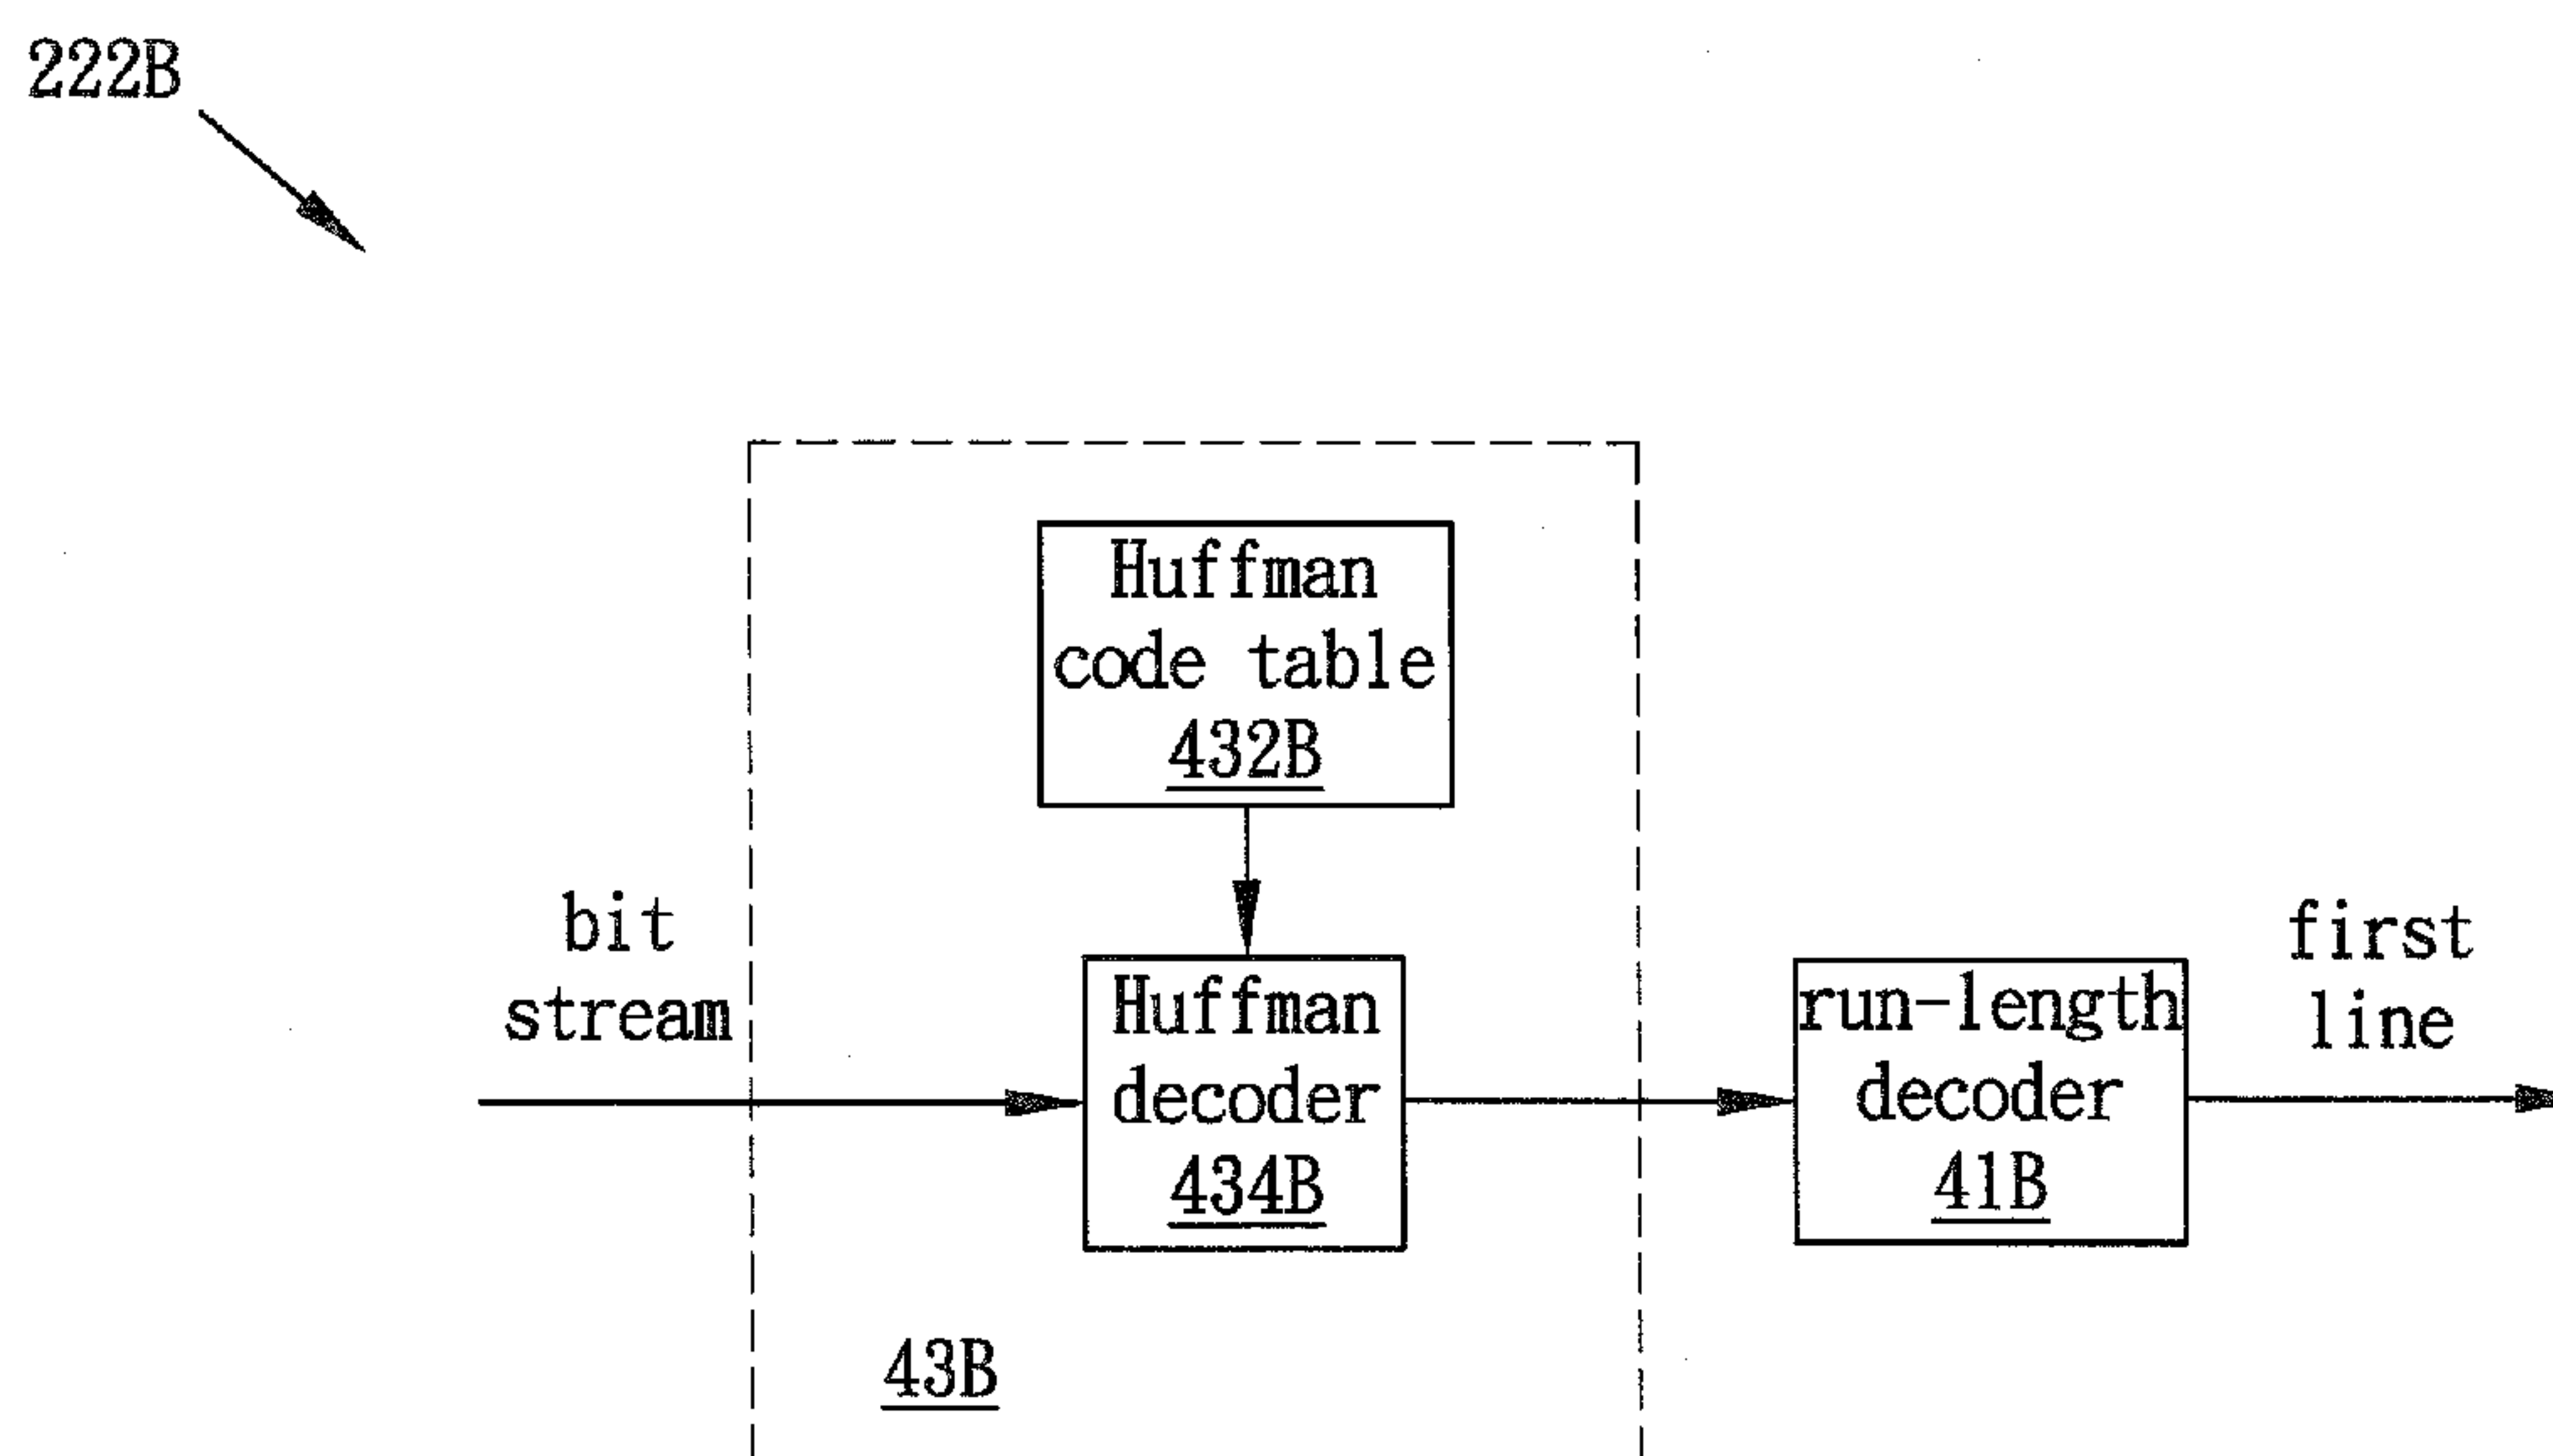 222B
Huffman
code table
432B
bit
stream
Huffman
decoder
434B
run-length
decoder
41B
first
line
43B